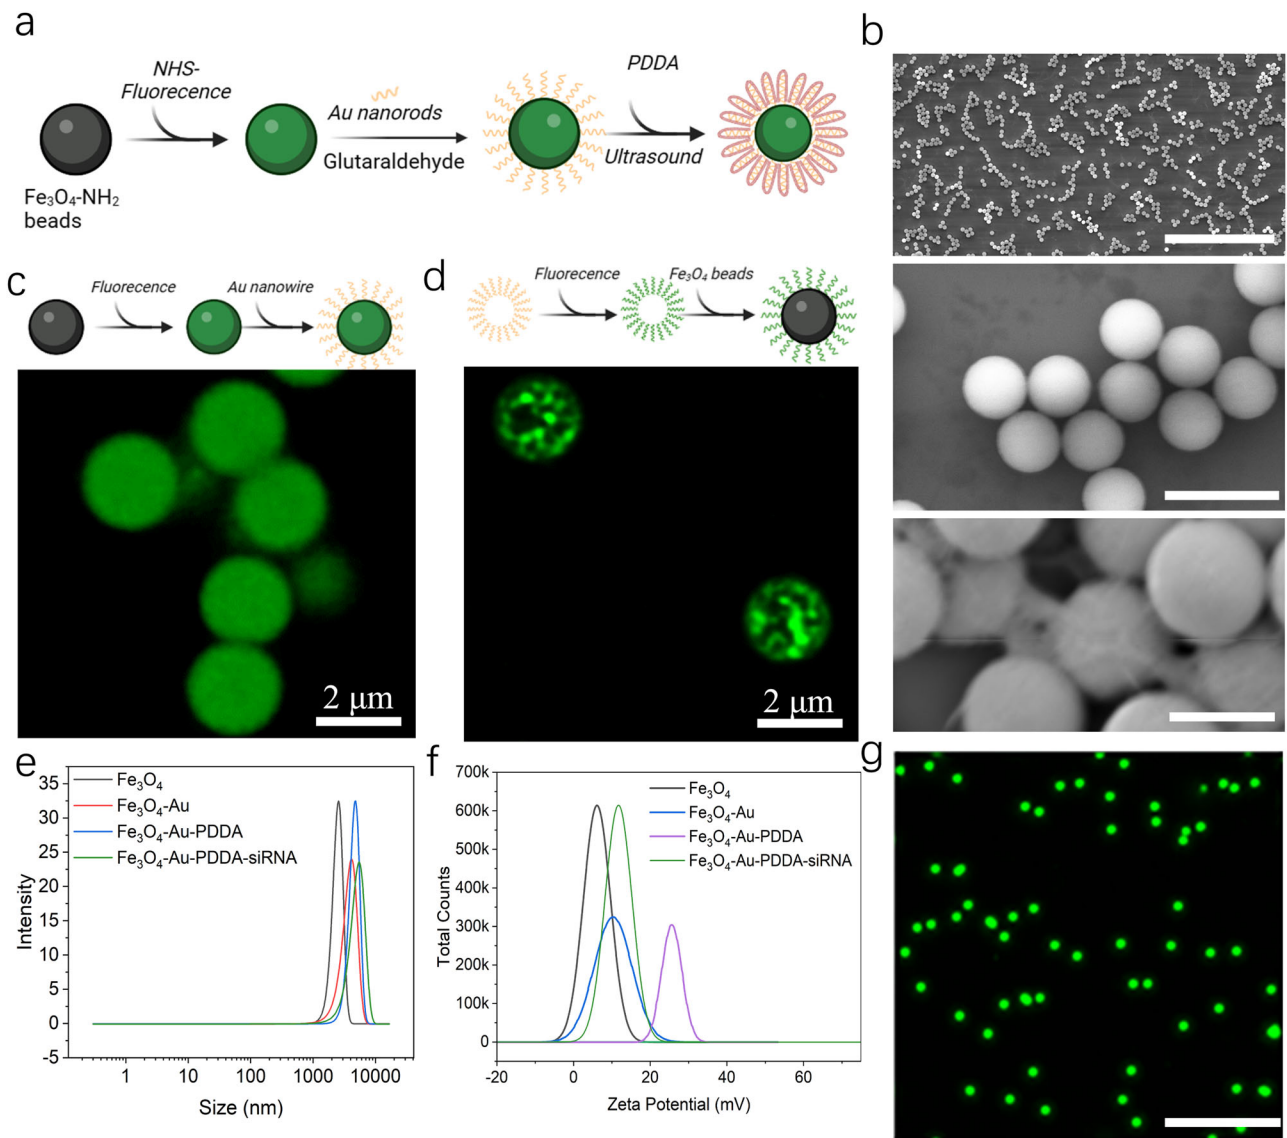 a
NHS-
Fluorecence
Au nanorods
Glutaraldehyde
PDDA
Ultrasound
Fe₃O₄-NH₂
beads
b
c
Fluorecence
Au nanowire
2 μm
d
Fluorecence
Fe₃O₄ beads
2 μm
e
Fe₃O₄
Fe₃O₄-Au
Fe₃O₄-Au-PDDA
Fe₃O₄-Au-PDDA-siRNA
35
30
25
20
15
10
5
0
-5
Intensity
1
10
100
1000
10000
Size (nm)
f
Fe₃O₄
Fe₃O₄-Au
Fe₃O₄-Au-PDDA
Fe₃O₄-Au-PDDA-siRNA
700k
600k
500k
400k
300k
200k
100k
0
Total Counts
-20
0
20
40
60
Zeta Potential (mV)
g